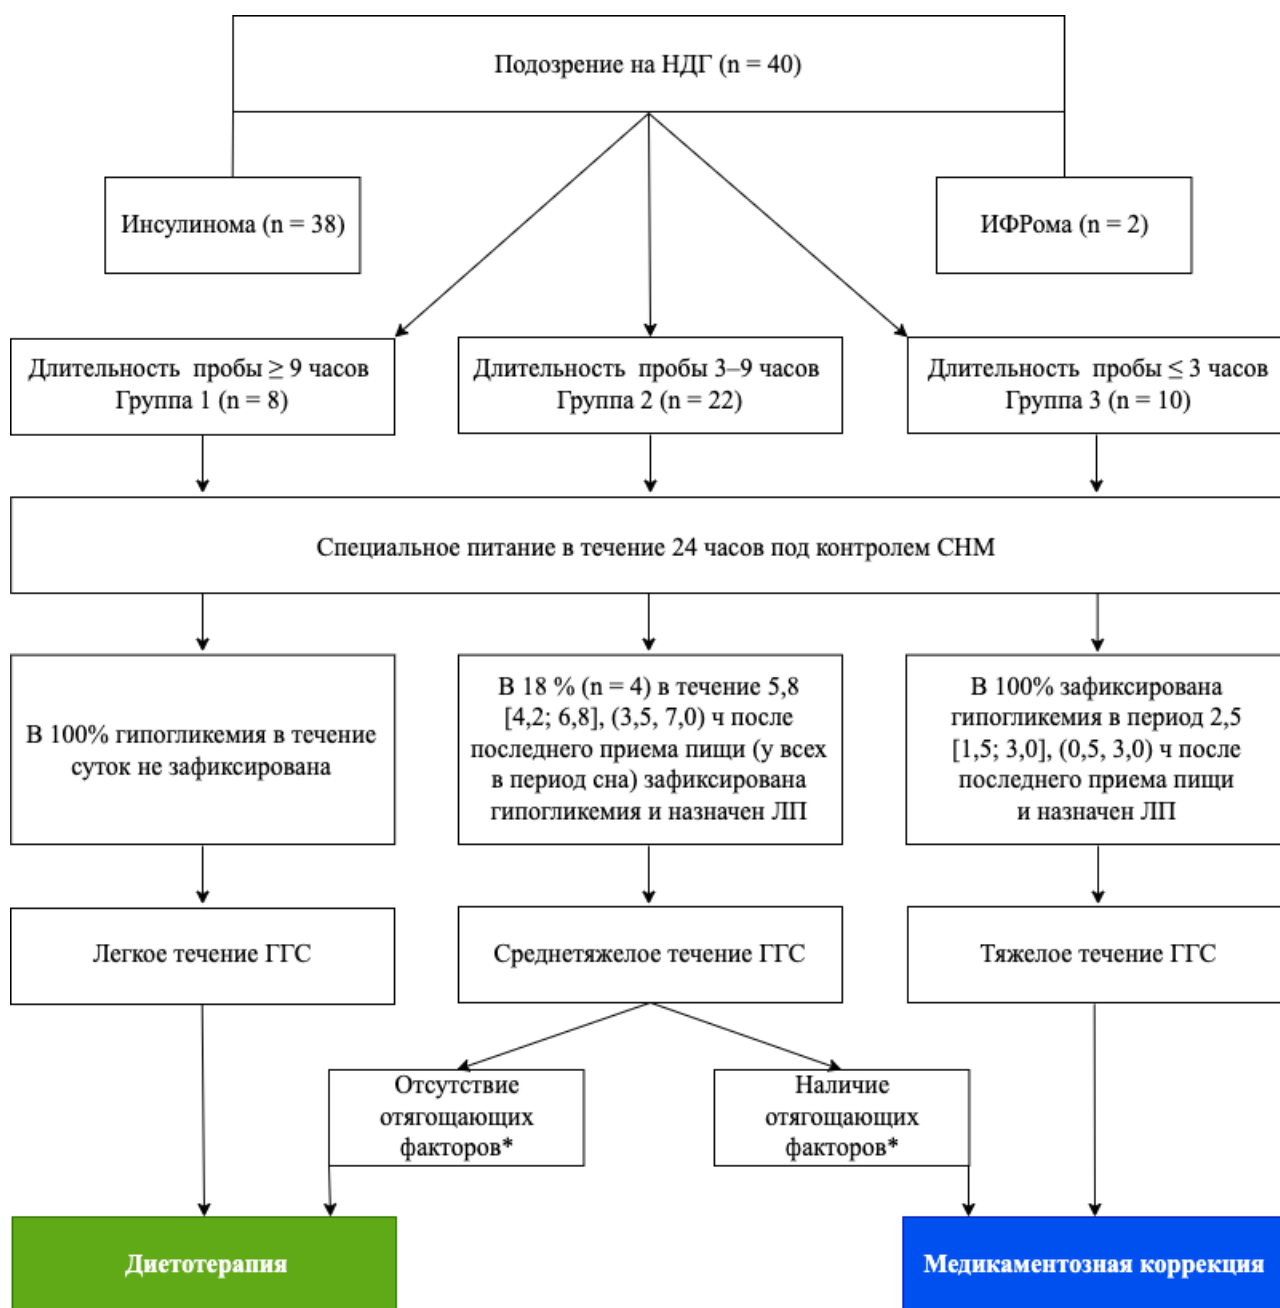 Подозрение на НДГ (n = 40)
Инсулинома (n = 38)
ИФРома (n = 2)
Длительность пробы ≥ 9 часов
Группа 1 (n = 8)
Длительность пробы 3–9 часов
Группа 2 (n = 22)
Длительность пробы ≤ 3 часов
Группа 3 (n = 10)
Специальное питание в течение 24 часов под контролем СНМ
В 100% гипогликемия в течение
суток не зафиксирована
В 18 % (n = 4) в течение 5,8
[4,2; 6,8], (3,5, 7,0) ч после
последнего приема пищи (у всех
в период сна) зафиксирована
гипогликемия и назначен ЛП
В 100% зафиксирована
гипогликемия в период 2,5
[1,5; 3,0], (0,5, 3,0) ч после
последнего приема пищи
и назначен ЛП
Легкое течение ГГС
Среднетяжелое течение ГГС
Тяжелое течение ГГС
Отсутствие
отягощающих
факторов*
Наличие
отягощающих
факторов*
Диетотерапия
Медикаментозная коррекция